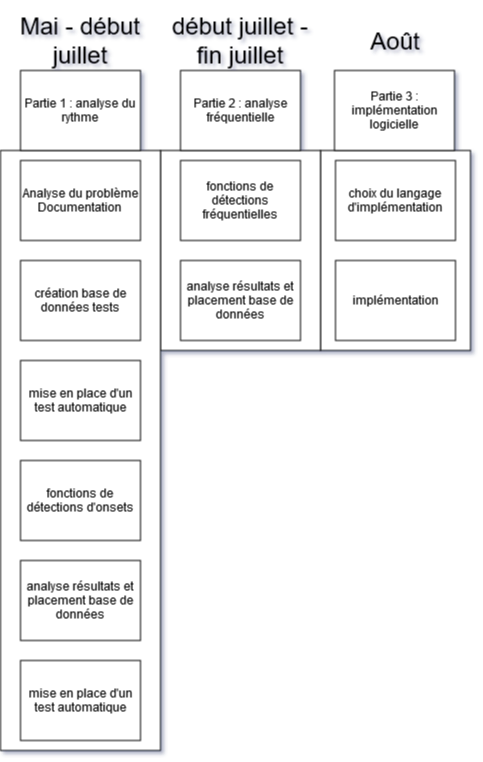 Mai - début
juillet
début juillet -
fin juillet
Août
Partie 1 : analyse du
rythme
Partie 2 : analyse
fréquentielle
Partie 3 :
implémentation
logicielle
Analyse du problème
Documentation
fonctions de
détections
fréquentielles
choix du langage
d'implémentation
création base de
données tests
analyse résultats et
placement base de
données
implémentation
mise en place d'un
test automatique
fonctions de
détections d'onsets
analyse résultats et
placement base de
données
mise en place d'un
test automatique